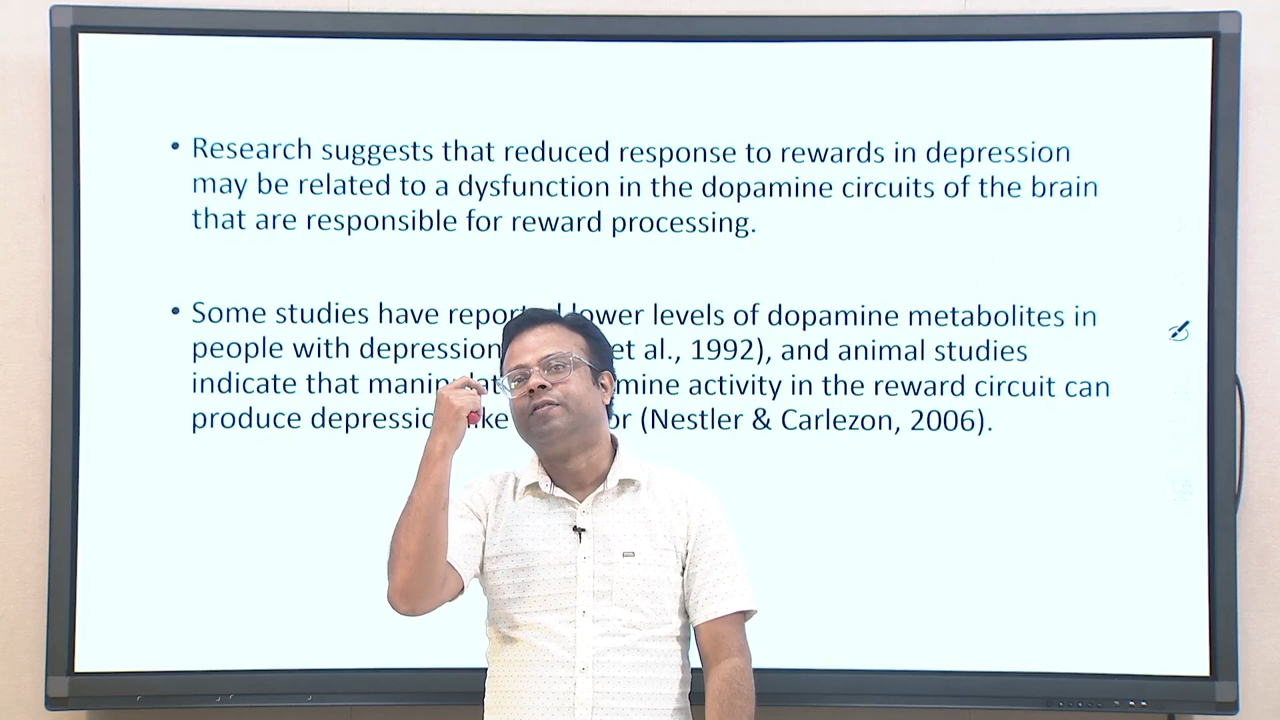 • Research suggests that reduced response to rewards in depression
may be related to a dysfunction in the dopamine circuits of the brain
that are responsible for reward processing.
• Some studies have lower levels of dopamine metabolites in
people with depression et al., 1992), and animal studies
indicate that activity in the reward circuit can
produce (Nestler & Carlezon, 2006).